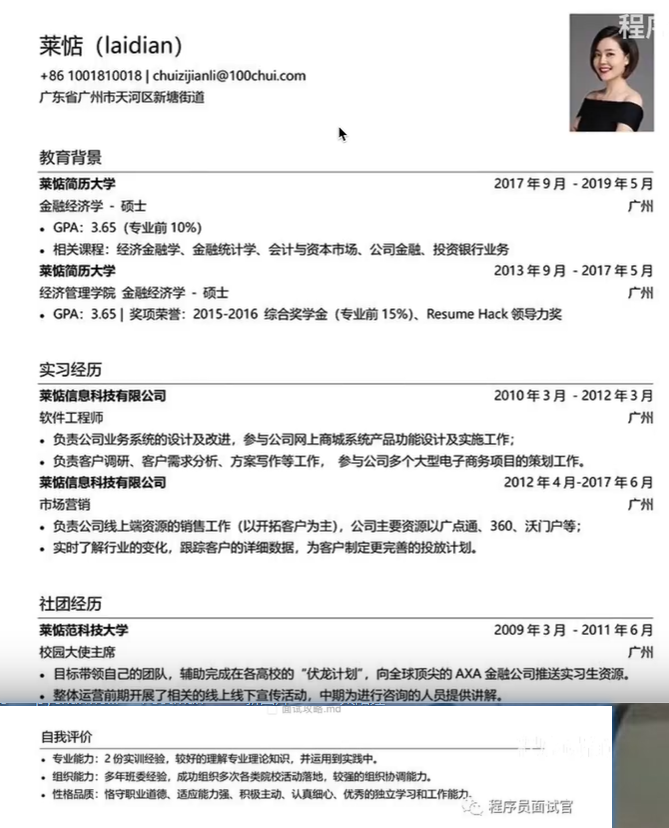 程序
莱惦（laidian）
+86 1001810018 | chuizijianli@100chui.com
广东省广州市天河区新塘街道
教育背景
莱惦简历大学 2017 年 9 月 - 2019 年 5 月
金融经济学 - 硕士 广州
• GPA：3.65（专业前 10%）
• 相关课程：经济金融学、金融统计学、会计与资本市场、公司金融、投资银行业务
莱惦简历大学 2013 年 9 月 - 2017 年 5 月
经济管理学院 金融经济学 - 硕士 广州
• GPA：3.65 | 奖项荣誉：2015-2016 综合奖学金（专业前 15%）、Resume Hack 领导力奖
实习经历
莱惦信息科技有限公司 2010 年 3 月 - 2012 年 3 月
软件工程师 广州
• 负责公司业务系统的设计及改进，参与公司网上商城系统产品功能设计及实施工作；
• 负责客户调研、客户需求分析、方案写作等工作， 参与公司多个大型电子商务项目的策划工作。
莱惦信息科技有限公司 2012 年 4 月-2017 年 6 月
市场营销 广州
• 负责公司线上端资源的销售工作（以开拓客户为主），公司主要资源以广点通、360、沃门户等；
• 实时了解行业的变化，跟踪客户的详细数据，为客户制定更完善的投放计划。
社团经历
莱惦范科技大学 2009 年 3 月 - 2011 年 6 月
校园大使主席 广州
• 目标带领自己的团队，辅助完成在各高校的“伏龙计划”，向全球顶尖的 AXA 金融公司推送实习生资源。
• 整体运营前期开展了相关的线上线下宣传活动，中期为进行咨询的人员提供讲解。
面试攻略.md
自我评价
• 专业能力：2 份实训经验，较好的理解专业理论知识，并运用到实践中。
• 组织能力：多年班委经验，成功组织多次各类院校活动落地，较强的组织协调能力。
• 性格品质：恪守职业道德、适应能力强、积极主动、认真细心、优秀的独立学习和工作能力。
程序员面试官